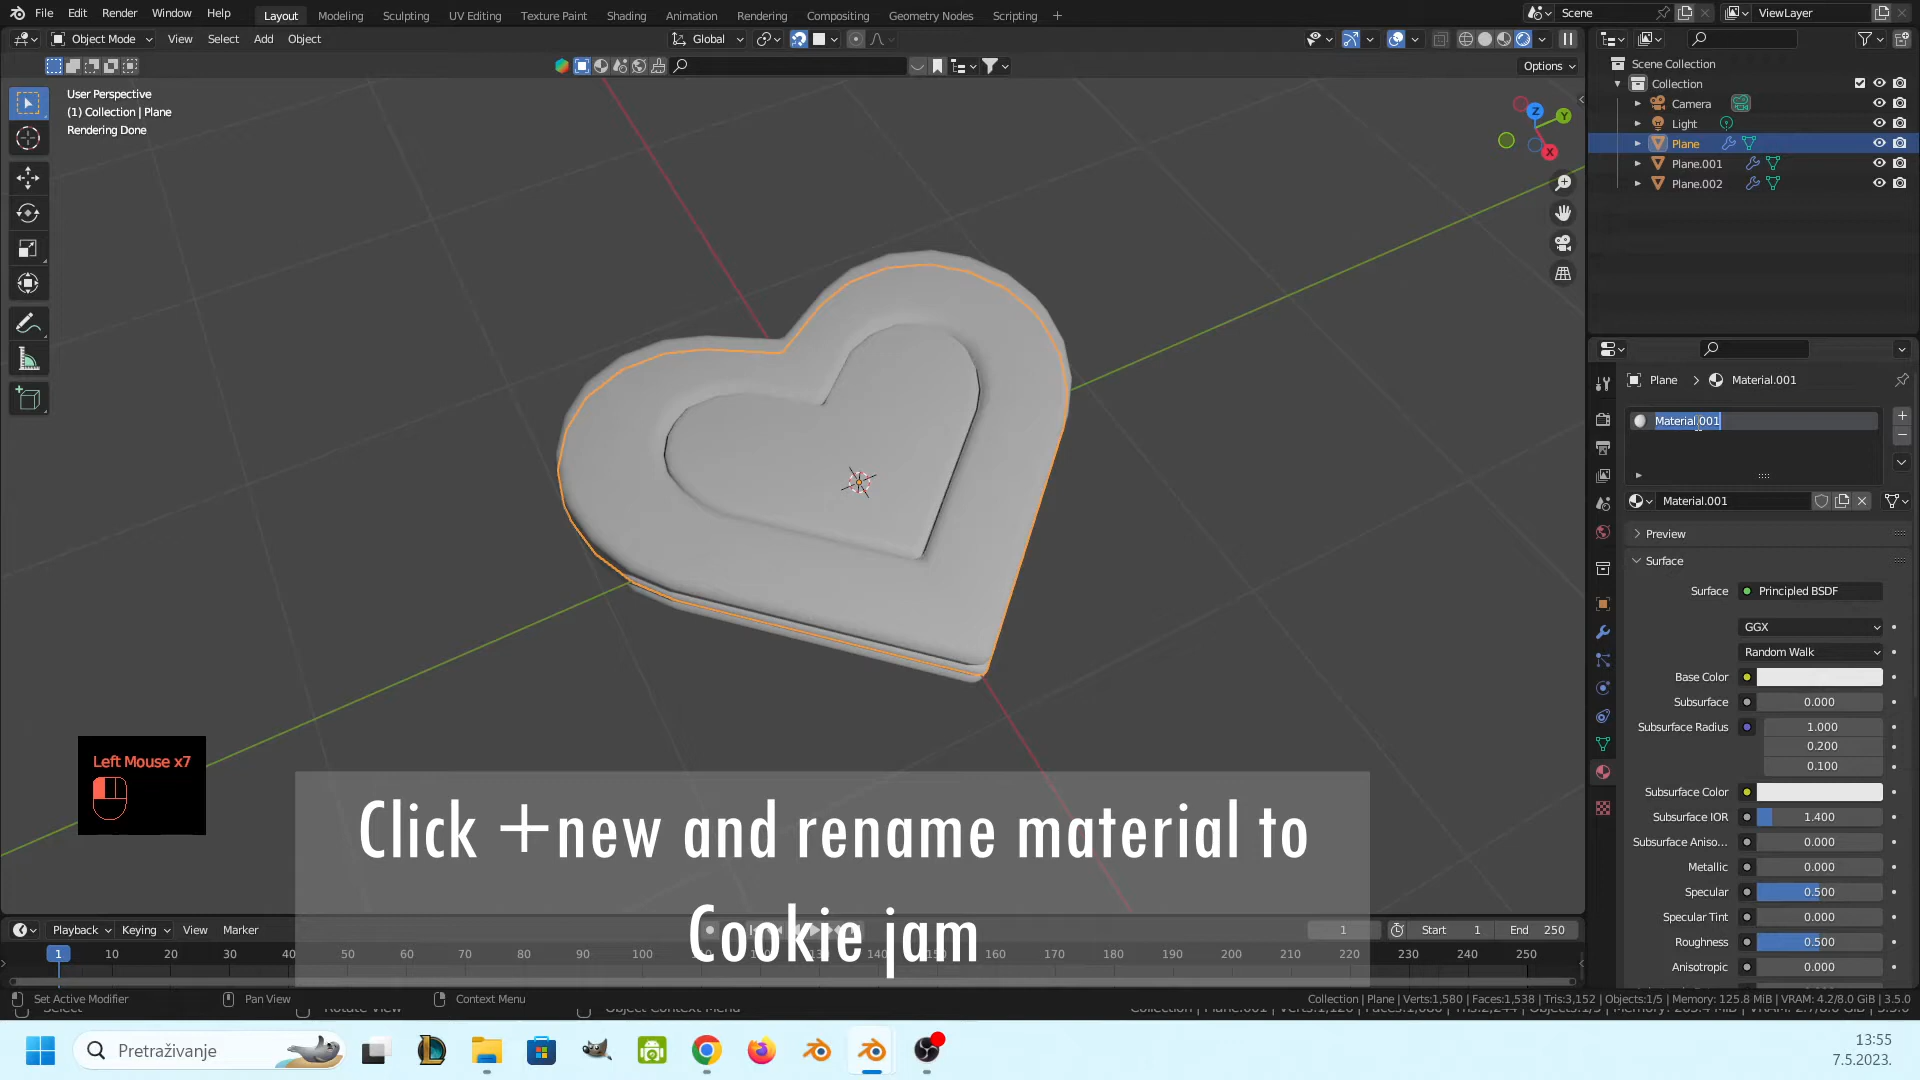 File Edit Render Window Help Layout Modeling Sculpting UV Editing Texture Paint Shading Animation Rendering Compositing Geometry Nodes Scripting + Scene ViewLayer
Object Mode View Select Add Object Global
Options
User Perspective
(1) Collection | Plane
Rendering Done
Z
Y
X
Scene Collection
Collection
Camera
Light
Plane
Plane.001
Plane.002
Plane > Material.001
Material.001
Material.001
Preview
Surface
Surface Principled BSDF
GGX
Random Walk
Base Color
Subsurface 0.000
Subsurface Radius 1.000
0.200
0.100
Subsurface Color
Subsurface IOR 1.400
Subsurface Aniso... 0.000
Metallic 0.000
Specular 0.500
Specular Tint 0.000
Roughness 0.500
Anisotropic 0.000
Left Mouse x7
Click +new and rename material to
Cookie jam
Playback Keying View Marker 1 Start 1 End 250
1 10 20 30 40 50 60 70 80 90 100 110 120 130 140 150 160 170 180 190 200 210 220 230 240 250
Set Active Modifier Pan View Context Menu Collection | Plane | Verts:1,580 | Faces:1,538 | Tris:3,152 | Objects:1/5 | Memory: 125.8 MiB | VRAM: 4.2/8.0 GiB | 3.5.0
Pretraživanje
13:55
7.5.2023.